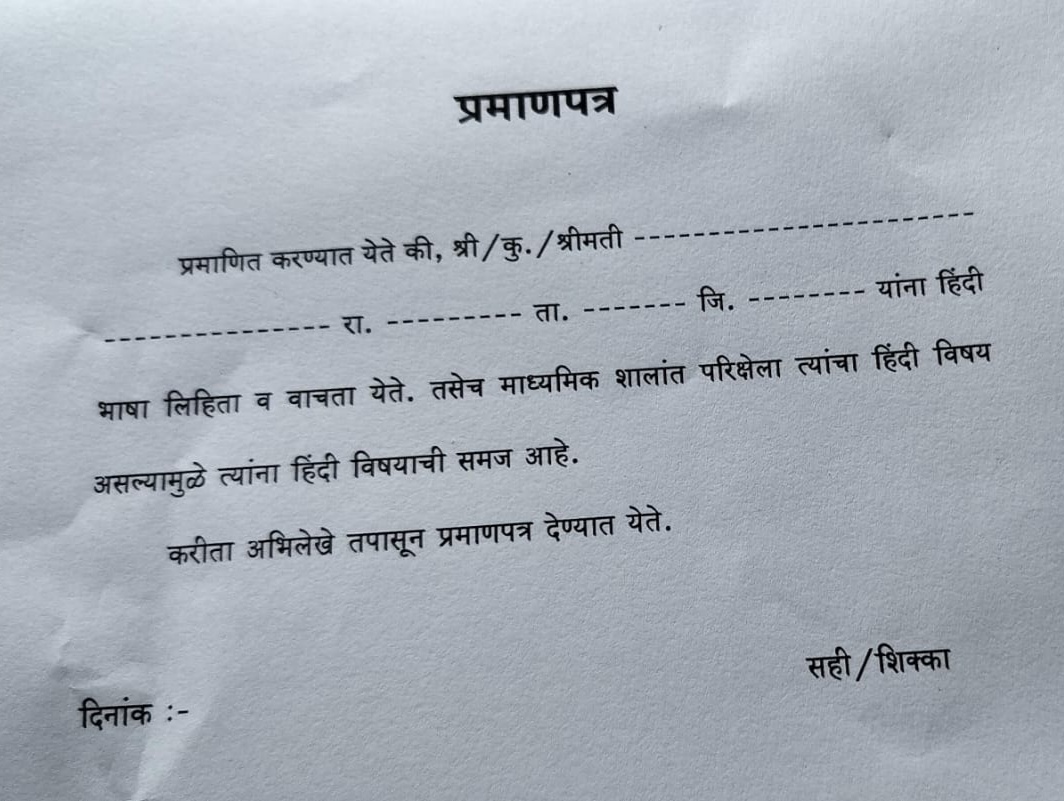 प्रमाणपत्र
प्रमाणित करण्यात येते की, श्री/कु./श्रीमती -----------------------
---------------- रा. ---------- ता. -------- जि. -------- यांना हिंदी
भाषा लिहिता व वाचता येते. तसेच माध्यमिक शालांत परिक्षेला त्यांचा हिंदी विषय
असल्यामुळे त्यांना हिंदी विषयाची समज आहे.
करीता अभिलेखे तपासून प्रमाणपत्र देण्यात येते.
सही/शिक्का
दिनांक :-